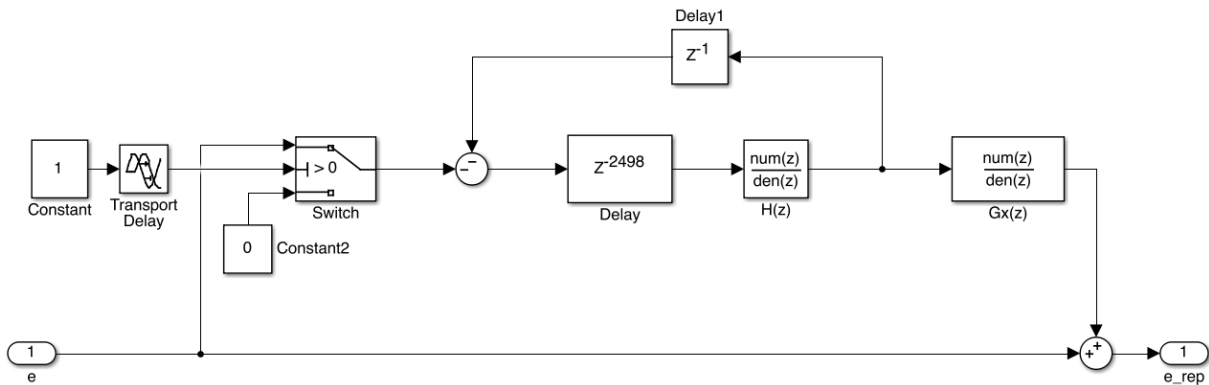 Delay1
Z-1
1
Constant
Transport
Delay
> 0
Switch
0
Constant2
− −
Z-2498
Delay
num(z)
den(z)
H(z)
num(z)
den(z)
Gx(z)
1
e
+ +
1
e_rep